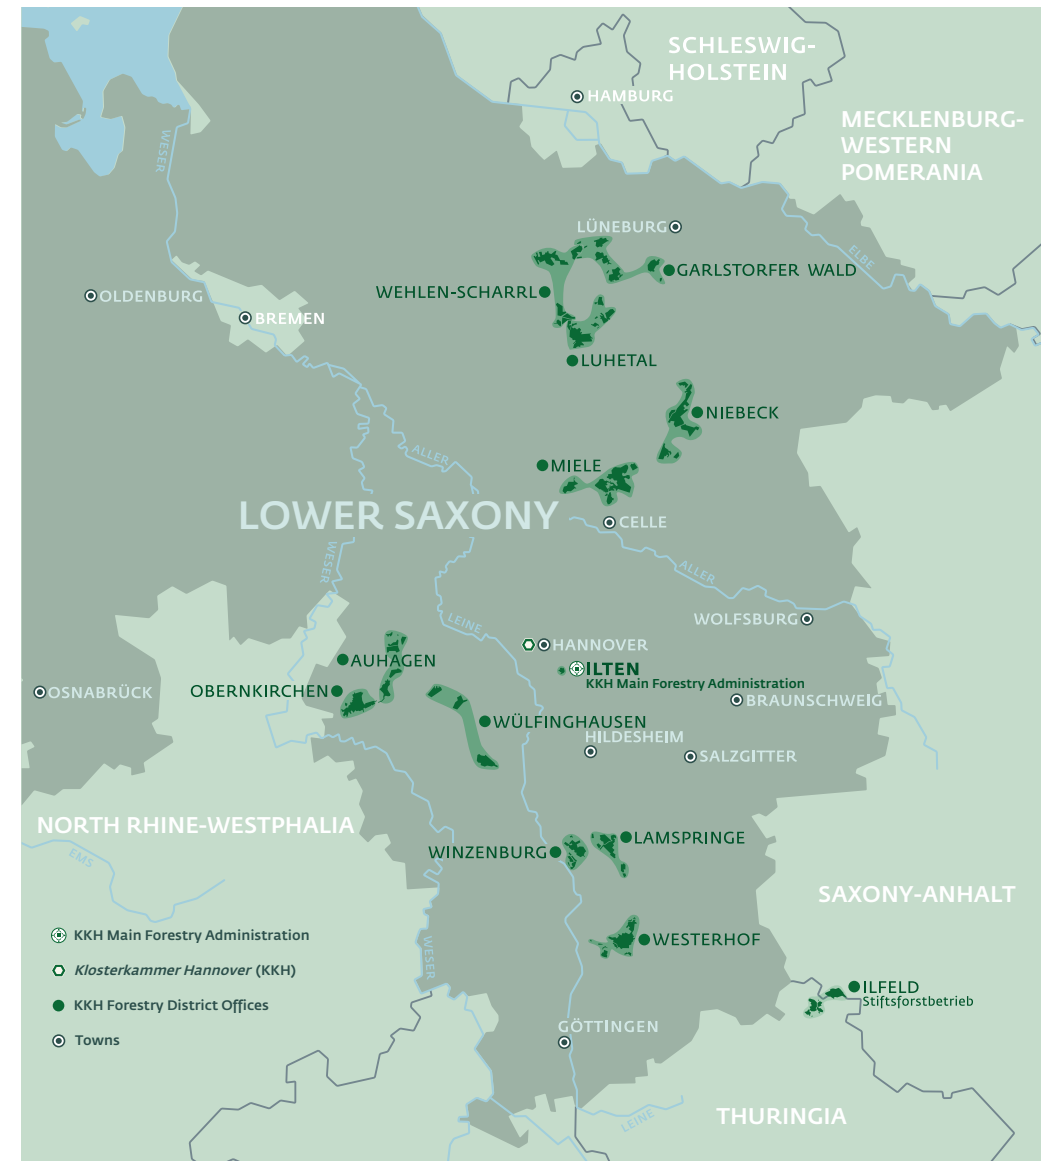 SCHLESWIG-
HOLSTEIN
HAMBURG
MECKLENBURG-
WESTERN
POMERANIA
WESER
LÜNEBURG
ELBE
GARLSTORFER WALD
WEHLEN-SCHARRL
OLDENBURG
BREMEN
LUHETAL
NIEBECK
ALLER
MIELE
LOWER SAXONY
CELLE
WESER
ALLER
LEINE
WOLFSBURG
HANNOVER
AUHAGEN
ILTEN
KKH Main Forestry Administration
OBERNKIRCHEN
OSNABRÜCK
BRAUNSCHWEIG
WÜLFINGHAUSEN
HILDESHEIM
SALZGITTER
NORTH RHINE-WESTPHALIA
EMS
LAMSPRINGE
WINZENBURG
SAXONY-ANHALT
WESER
WESTERHOF
ILFELD
Stiftsforstbetrieb
GÖTTINGEN
LEINE
THURINGIA
KKH Main Forestry Administration
Klosterkammer Hannover (KKH)
KKH Forestry District Offices
Towns